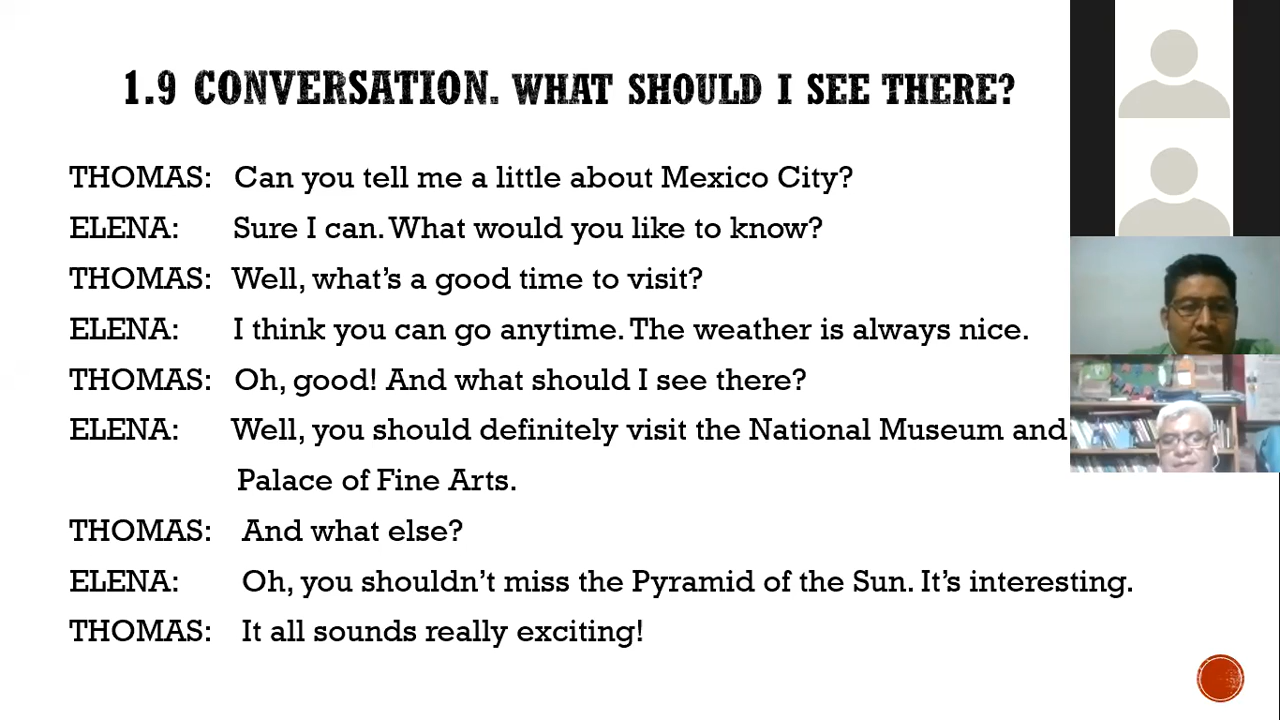 1.9 CONVERSATION. WHAT SHOULD I SEE THERE?
THOMAS: Can you tell me a little about Mexico City?
ELENA: Sure I can. What would you like to know?
THOMAS: Well, what's a good time to visit?
ELENA: I think you can go anytime. The weather is always nice.
THOMAS: Oh, good! And what should I see there?
ELENA: Well, you should definitely visit the National Museum and
Palace of Fine Arts.
THOMAS: And what else?
ELENA: Oh, you shouldn't miss the Pyramid of the Sun. It's interesting.
THOMAS: It all sounds really exciting!